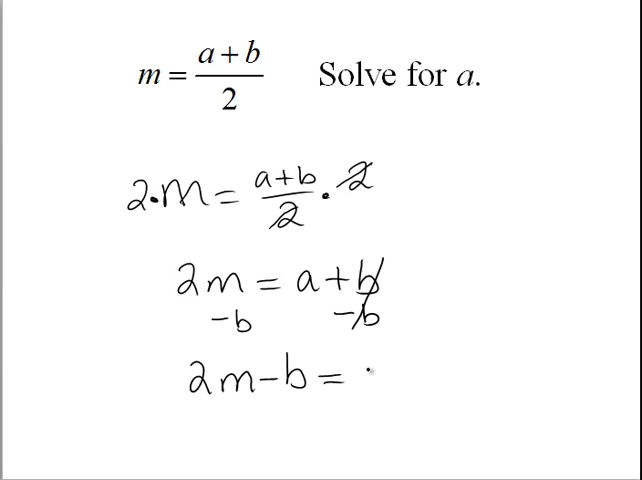 m = (a + b)/2 Solve for a.
2•m = (a+b)/2 • 2
2m = a+b
-b -b
2m-b =